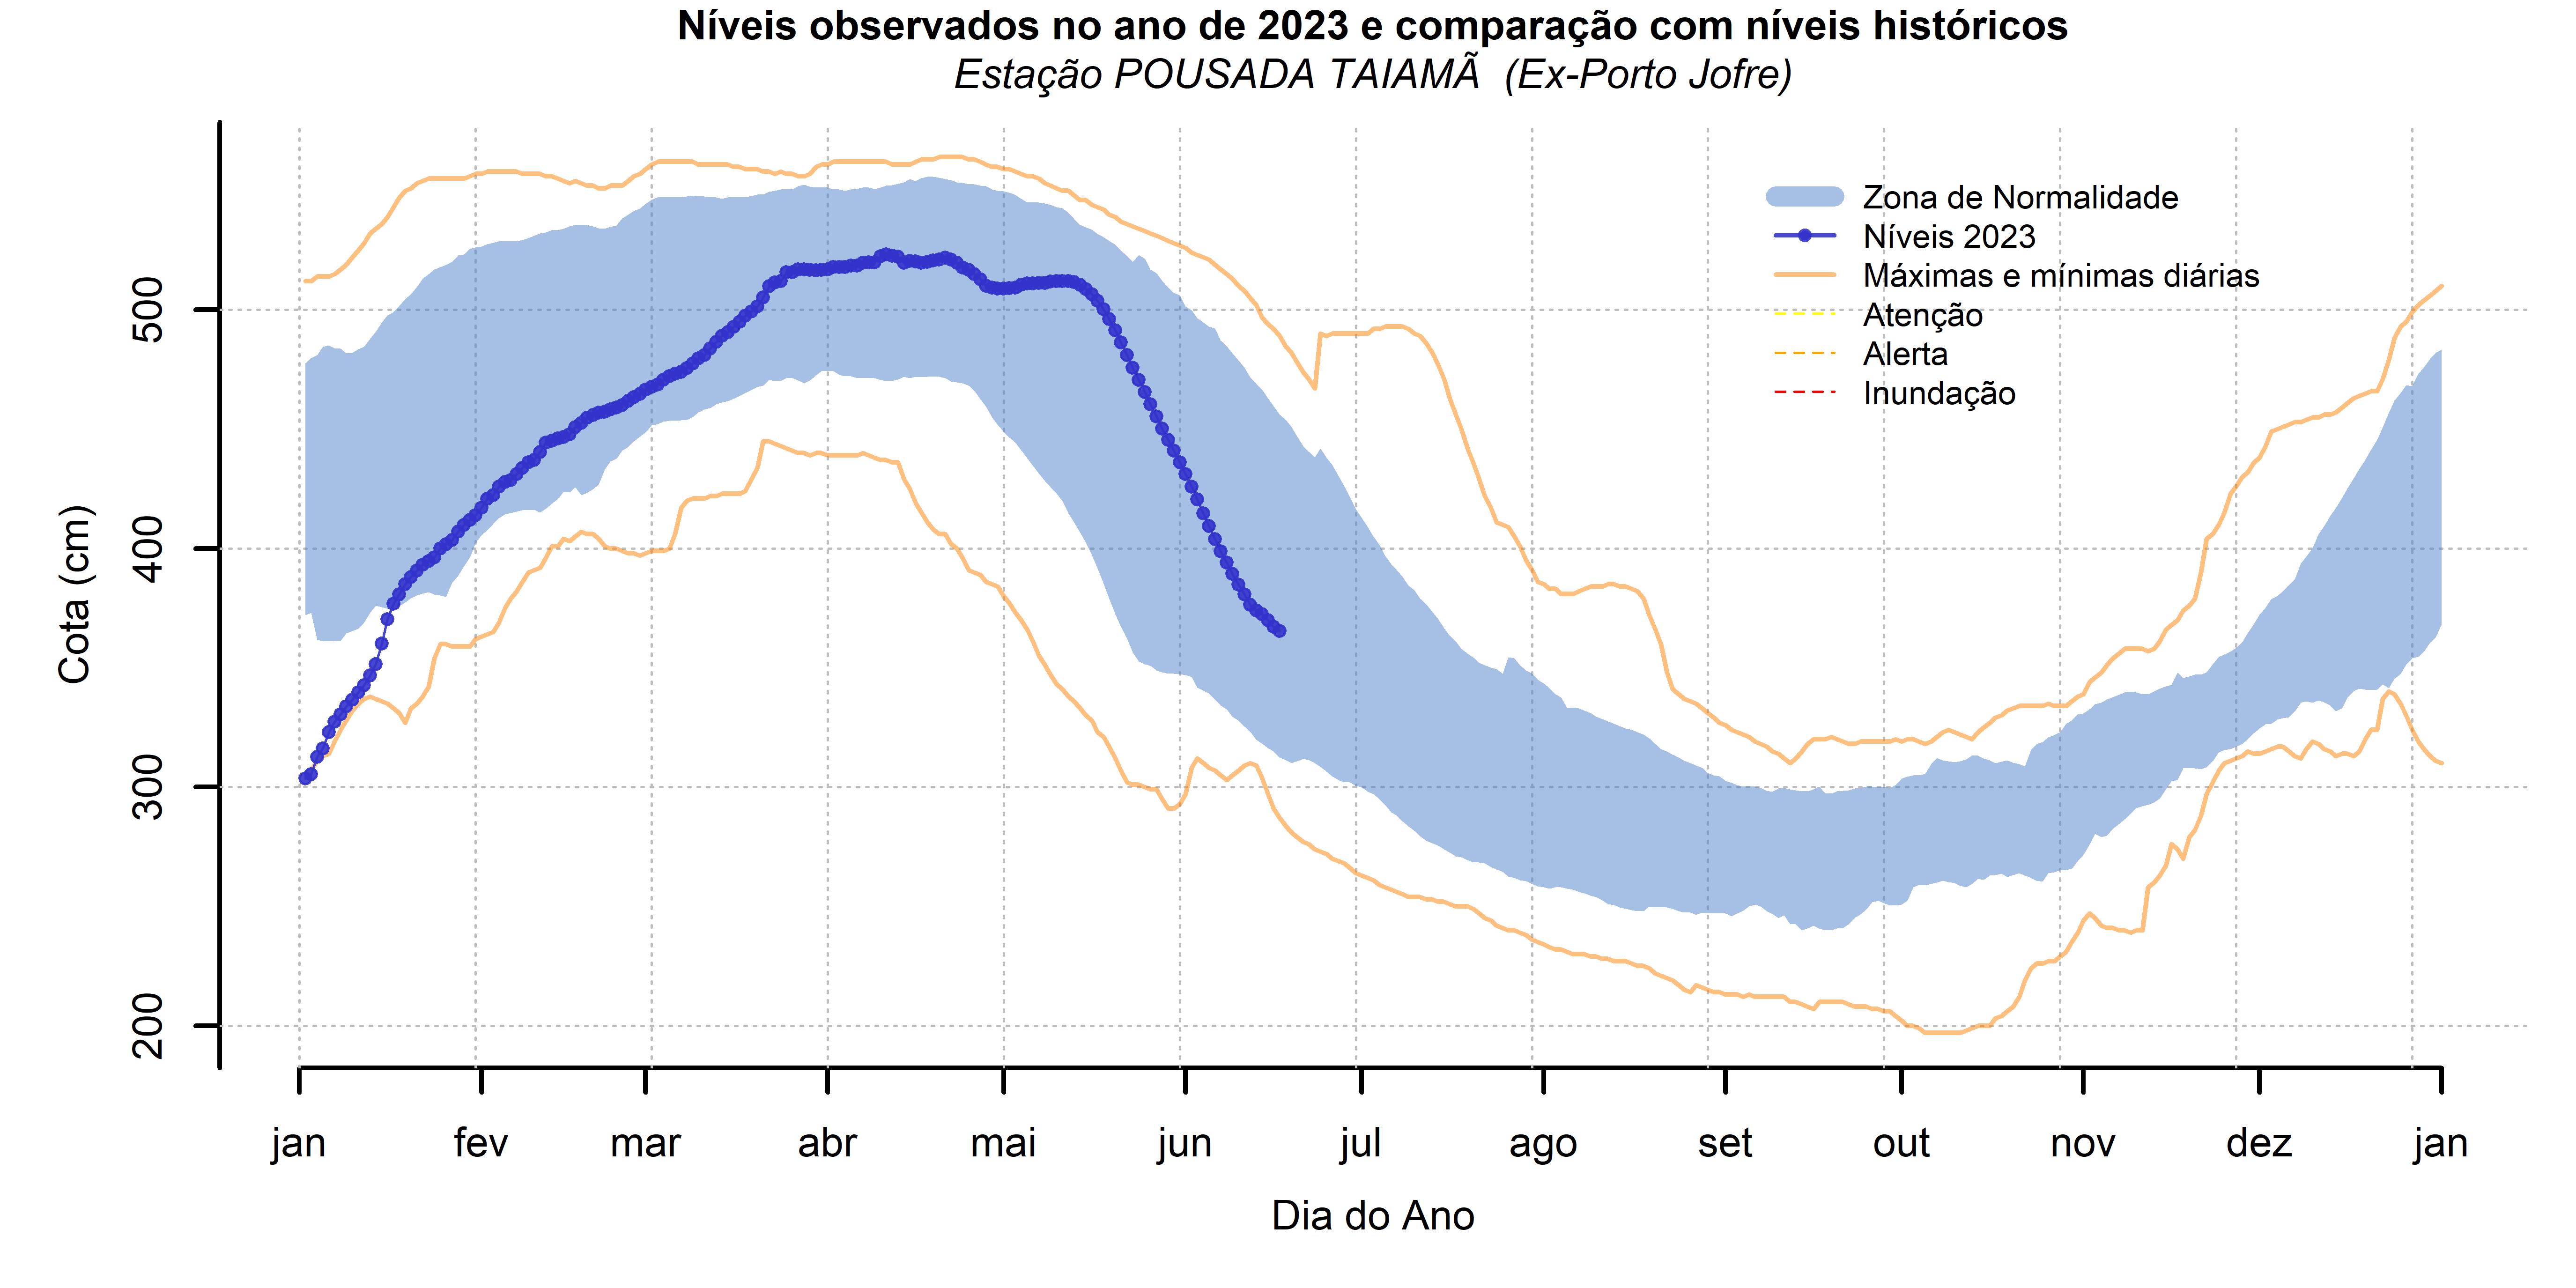 Níveis observados no ano de 2023 e comparação com níveis históricos
Estação POUSADA TAIAMÃ (Ex-Porto Jofre)
Zona de Normalidade
Níveis 2023
Máximas e mínimas diárias
Atenção
Alerta
Inundação
Cota (cm)
500
400
300
200
jan fev mar abr mai jun jul ago set out nov dez jan
Dia do Ano